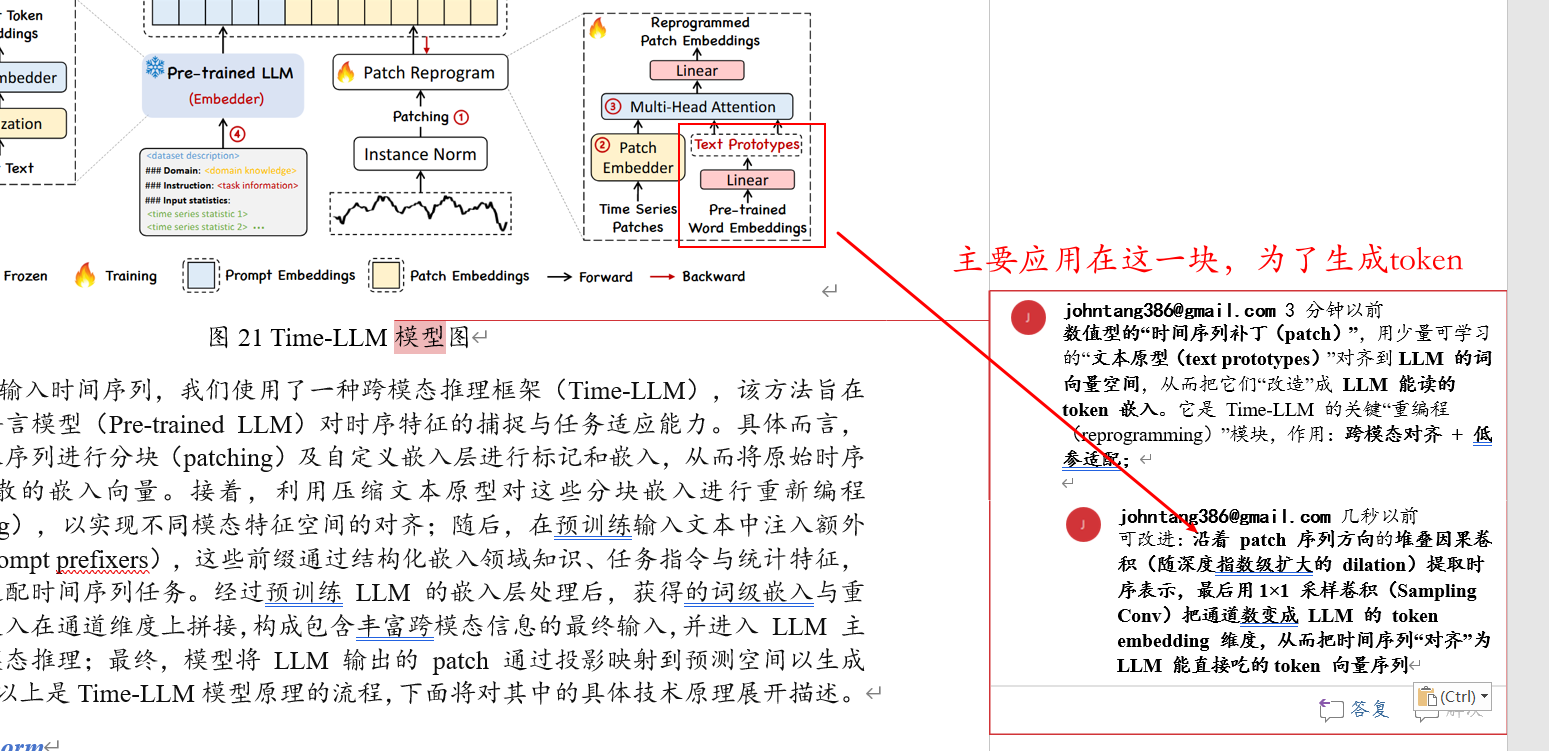 t Token
ddings
nbedder
zation
Text
Pre-trained LLM
(Embedder)
④
<dataset description>
### Domain: <domain knowledge>
### Instruction: <task information>
### Input statistics:
<time series statistic 1>
<time series statistic 2> ···
Patch Reprogram
Patching ①
Instance Norm
Reprogrammed
Patch Embeddings
Linear
③ Multi-Head Attention
② Patch
Embedder
Text Prototypes
Linear
Time Series
Patches
Pre-trained
Word Embeddings
Frozen
Training
Prompt Embeddings
Patch Embeddings
Forward
Backward
主要应用在这一块，为了生成token
图 21 Time-LLM 模型图
输入时间序列，我们使用了一种跨模态推理框架（Time-LLM），该方法旨在
言模型（Pre-trained LLM）对时序特征的捕捉与任务适应能力。具体而言，
序列进行分块（patching）及自定义嵌入层进行标记和嵌入，从而将原始时序
散的嵌入向量。接着，利用压缩文本原型对这些分块嵌入进行重新编程
g），以实现不同模态特征空间的对齐；随后，在预训练输入文本中注入额外
ompt prefixers），这些前缀通过结构化嵌入领域知识、任务指令与统计特征，
配时间序列任务。经过预训练 LLM 的嵌入层处理后，获得的词级嵌入与重
入在通道维度上拼接，构成包含丰富跨模态信息的最终输入，并进入 LLM 主
态推理；最终，模型将 LLM 输出的 patch 通过投影映射到预测空间以生成
以上是 Time-LLM 模型原理的流程，下面将对其中的具体技术原理展开描述。
orm
J
johntang386@gmail.com 3 分钟以前
数值型的“时间序列补丁（patch）”，用少量可学习
的“文本原型（text prototypes）”对齐到 LLM 的词
向量空间，从而把它们“改造”成 LLM 能读的
token 嵌入。它是 Time-LLM 的关键“重编程
（reprogramming）”模块，作用：跨模态对齐 + 低
参适配；
J
johntang386@gmail.com 几秒以前
可改进：沿着 patch 序列方向的堆叠因果卷
积（随深度指数级扩大的 dilation）提取时
序表示，最后用 1×1 采样卷积（Sampling
Conv）把通道数变成 LLM 的 token
embedding 维度，从而把时间序列“对齐”为
LLM 能直接吃的 token 向量序列
答复
(Ctrl)